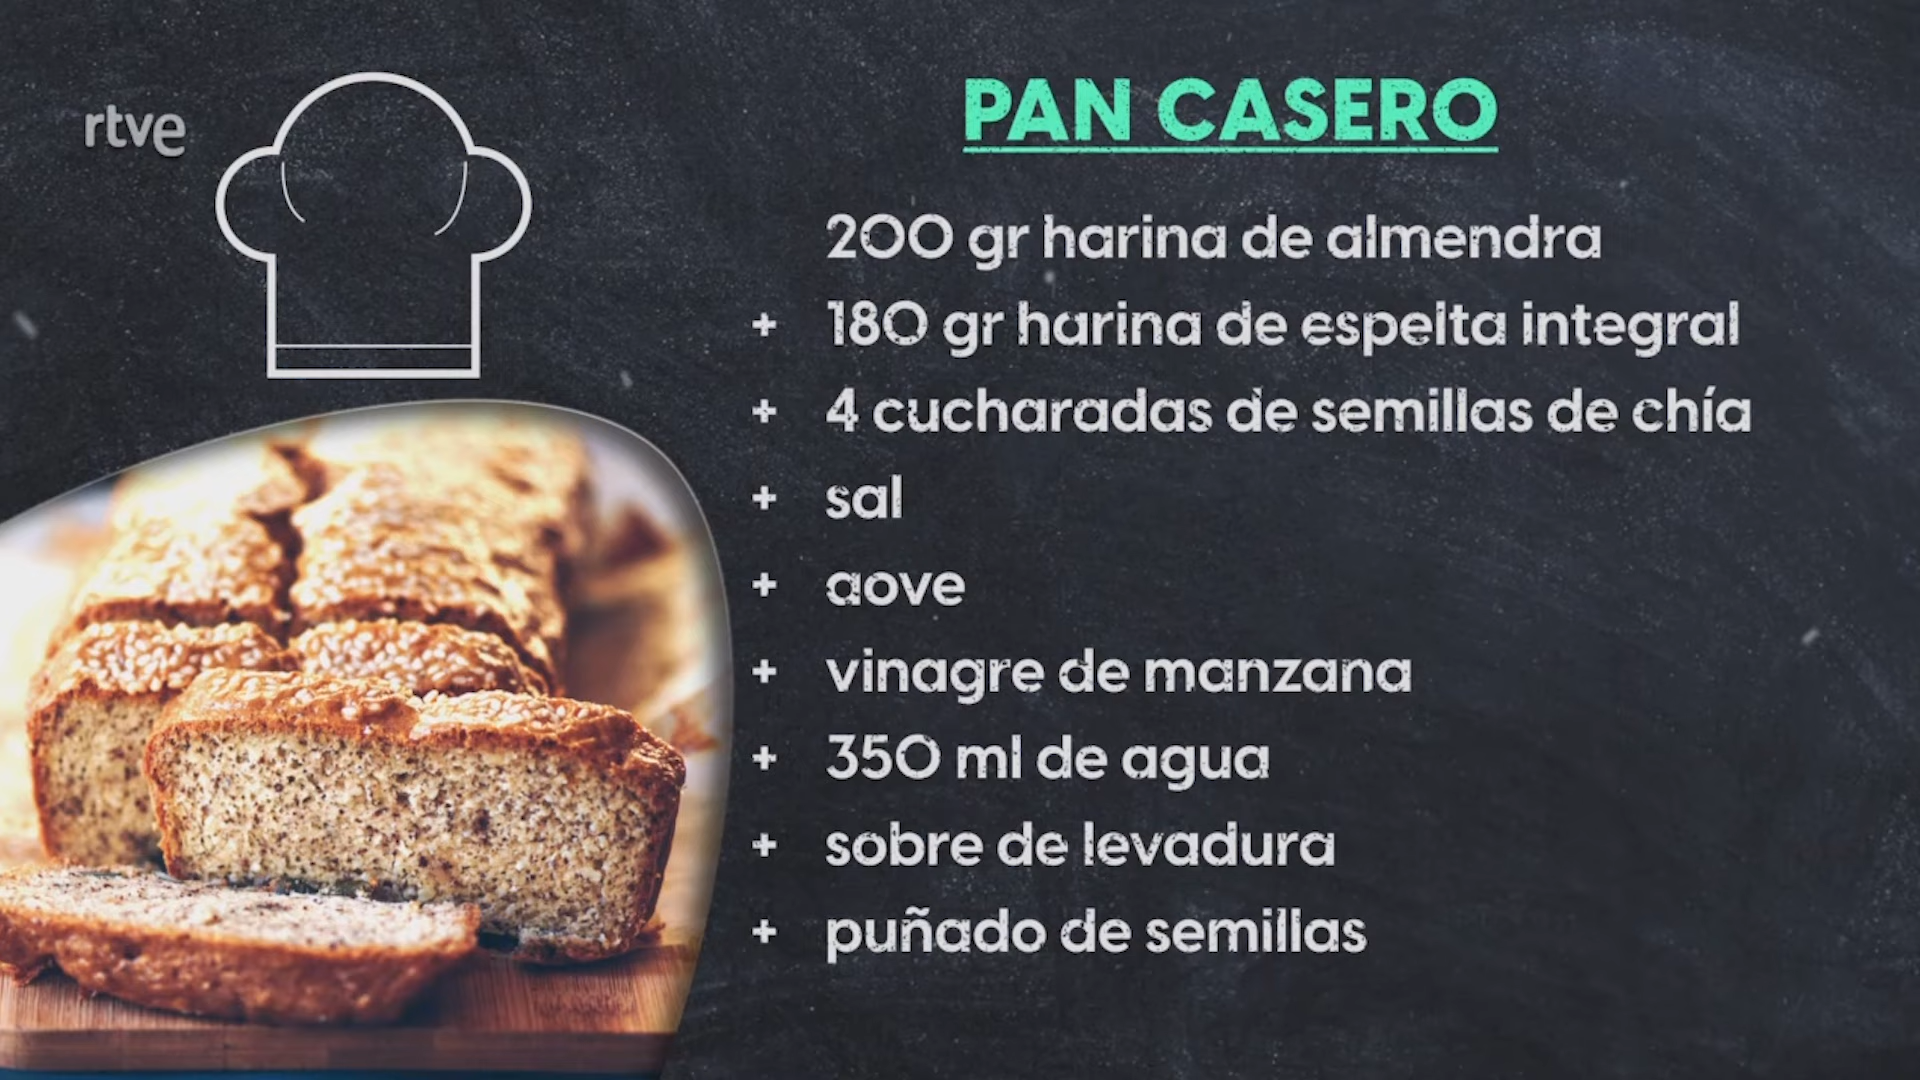 rtve
PAN CASERO
200 gr harina de almendra
+ 180 gr harina de espelta integral
+ 4 cucharadas de semillas de chía
+ sal
+ aove
+ vinagre de manzana
+ 350 ml de agua
+ sobre de levadura
+ puñado de semillas